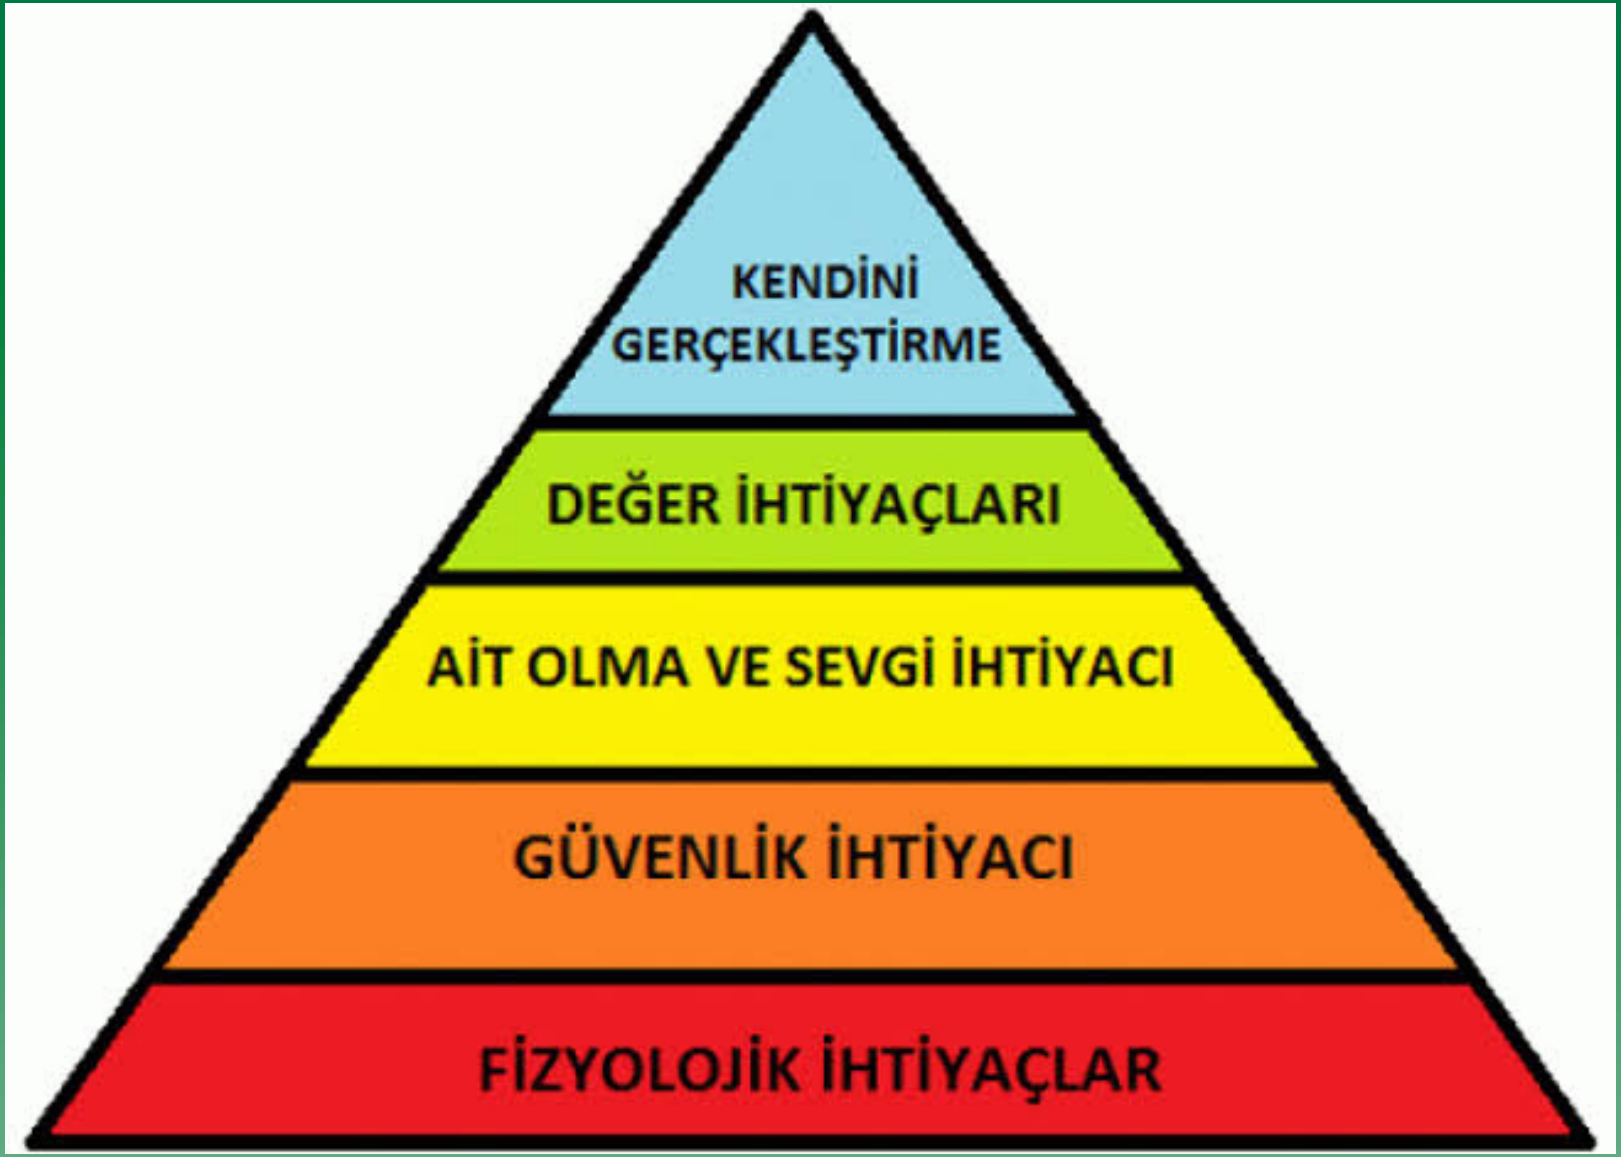 KENDİNİ
GERÇEKLEŞTİRME
DEĞER İHTİYAÇLARI
AİT OLMA VE SEVGİ İHTİYACI
GÜVENLİK İHTİYACI
FİZYOLOJİK İHTİYAÇLAR